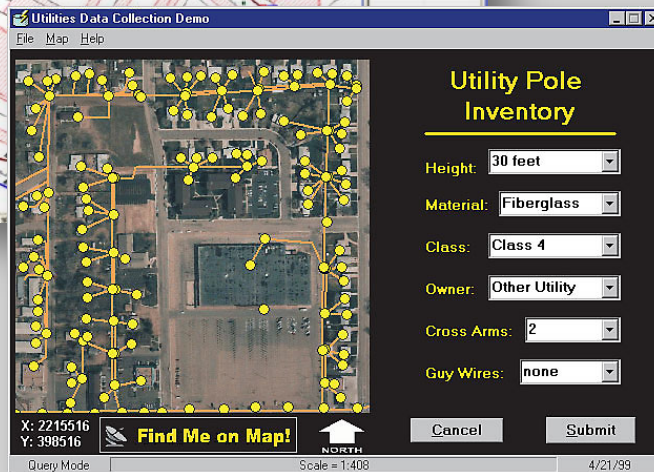 Utilities Data Collection Demo
File Map Help
Utility Pole
Inventory
Height: 30 feet
Material: Fiberglass
Class: Class 4
Owner: Other Utility
Cross Arms: 2
Guy Wires: none
X: 2215516
Y: 398516
Find Me on Map!
NORTH
Cancel Submit
Query Mode Scale = 1:408 4/21/99